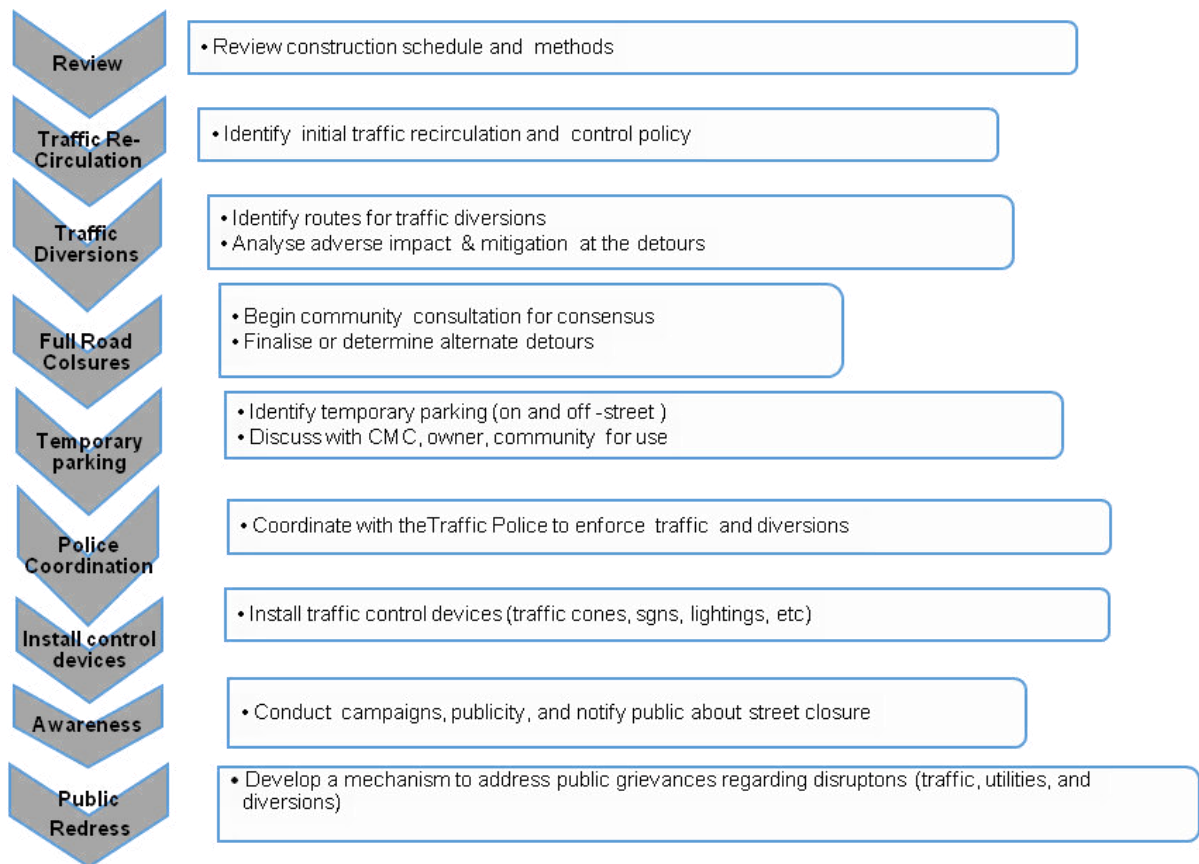 Review
• Review construction schedule and methods
Traffic Re-
Circulation
• Identify initial traffic recirculation and control policy
Traffic
Diversions
• Identify routes for traffic diversions
• Analyse adverse impact & mitigation at the detours
Full Road
Colsures
• Begin community consultation for consensus
• Finalise or determine alternate detours
Temporary
parking
• Identify temporary parking (on and off -street )
• Discuss with CMC, owner, community for use
Police
Coordination
• Coordinate with theTraffic Police to enforce traffic and diversions
Install control
devices
• Install traffic control devices (traffic cones, sgns, lightings, etc)
Awareness
• Conduct campaigns, publicity, and notify public about street closure
Public
Redress
• Develop a mechanism to address public grievances regarding disruptons (traffic, utilities, and
diversions)